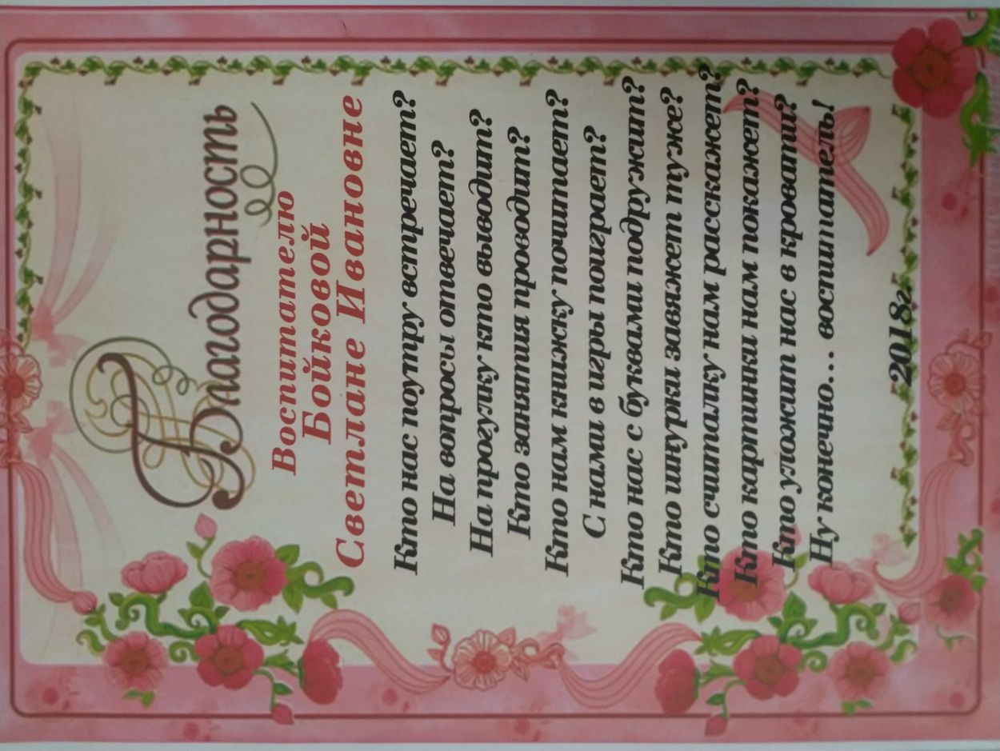 Благодарность
Воспитателю
Бойковой
Светлане Ивановне
Кто нас поутру встречает?
На вопросы отвечает?
На прогулку кто выводит?
Кто занятия проводит?
Кто нам книжку почитает?
С нами в игры поиграет?
Кто нас с буквами подружит?
Кто шнурки завяжет туже?
Кто считалку нам расскажет?
Кто картинки нам покажет?
Кто уложит нас в кровати?
Ну конечно... воспитатель!
2018г.